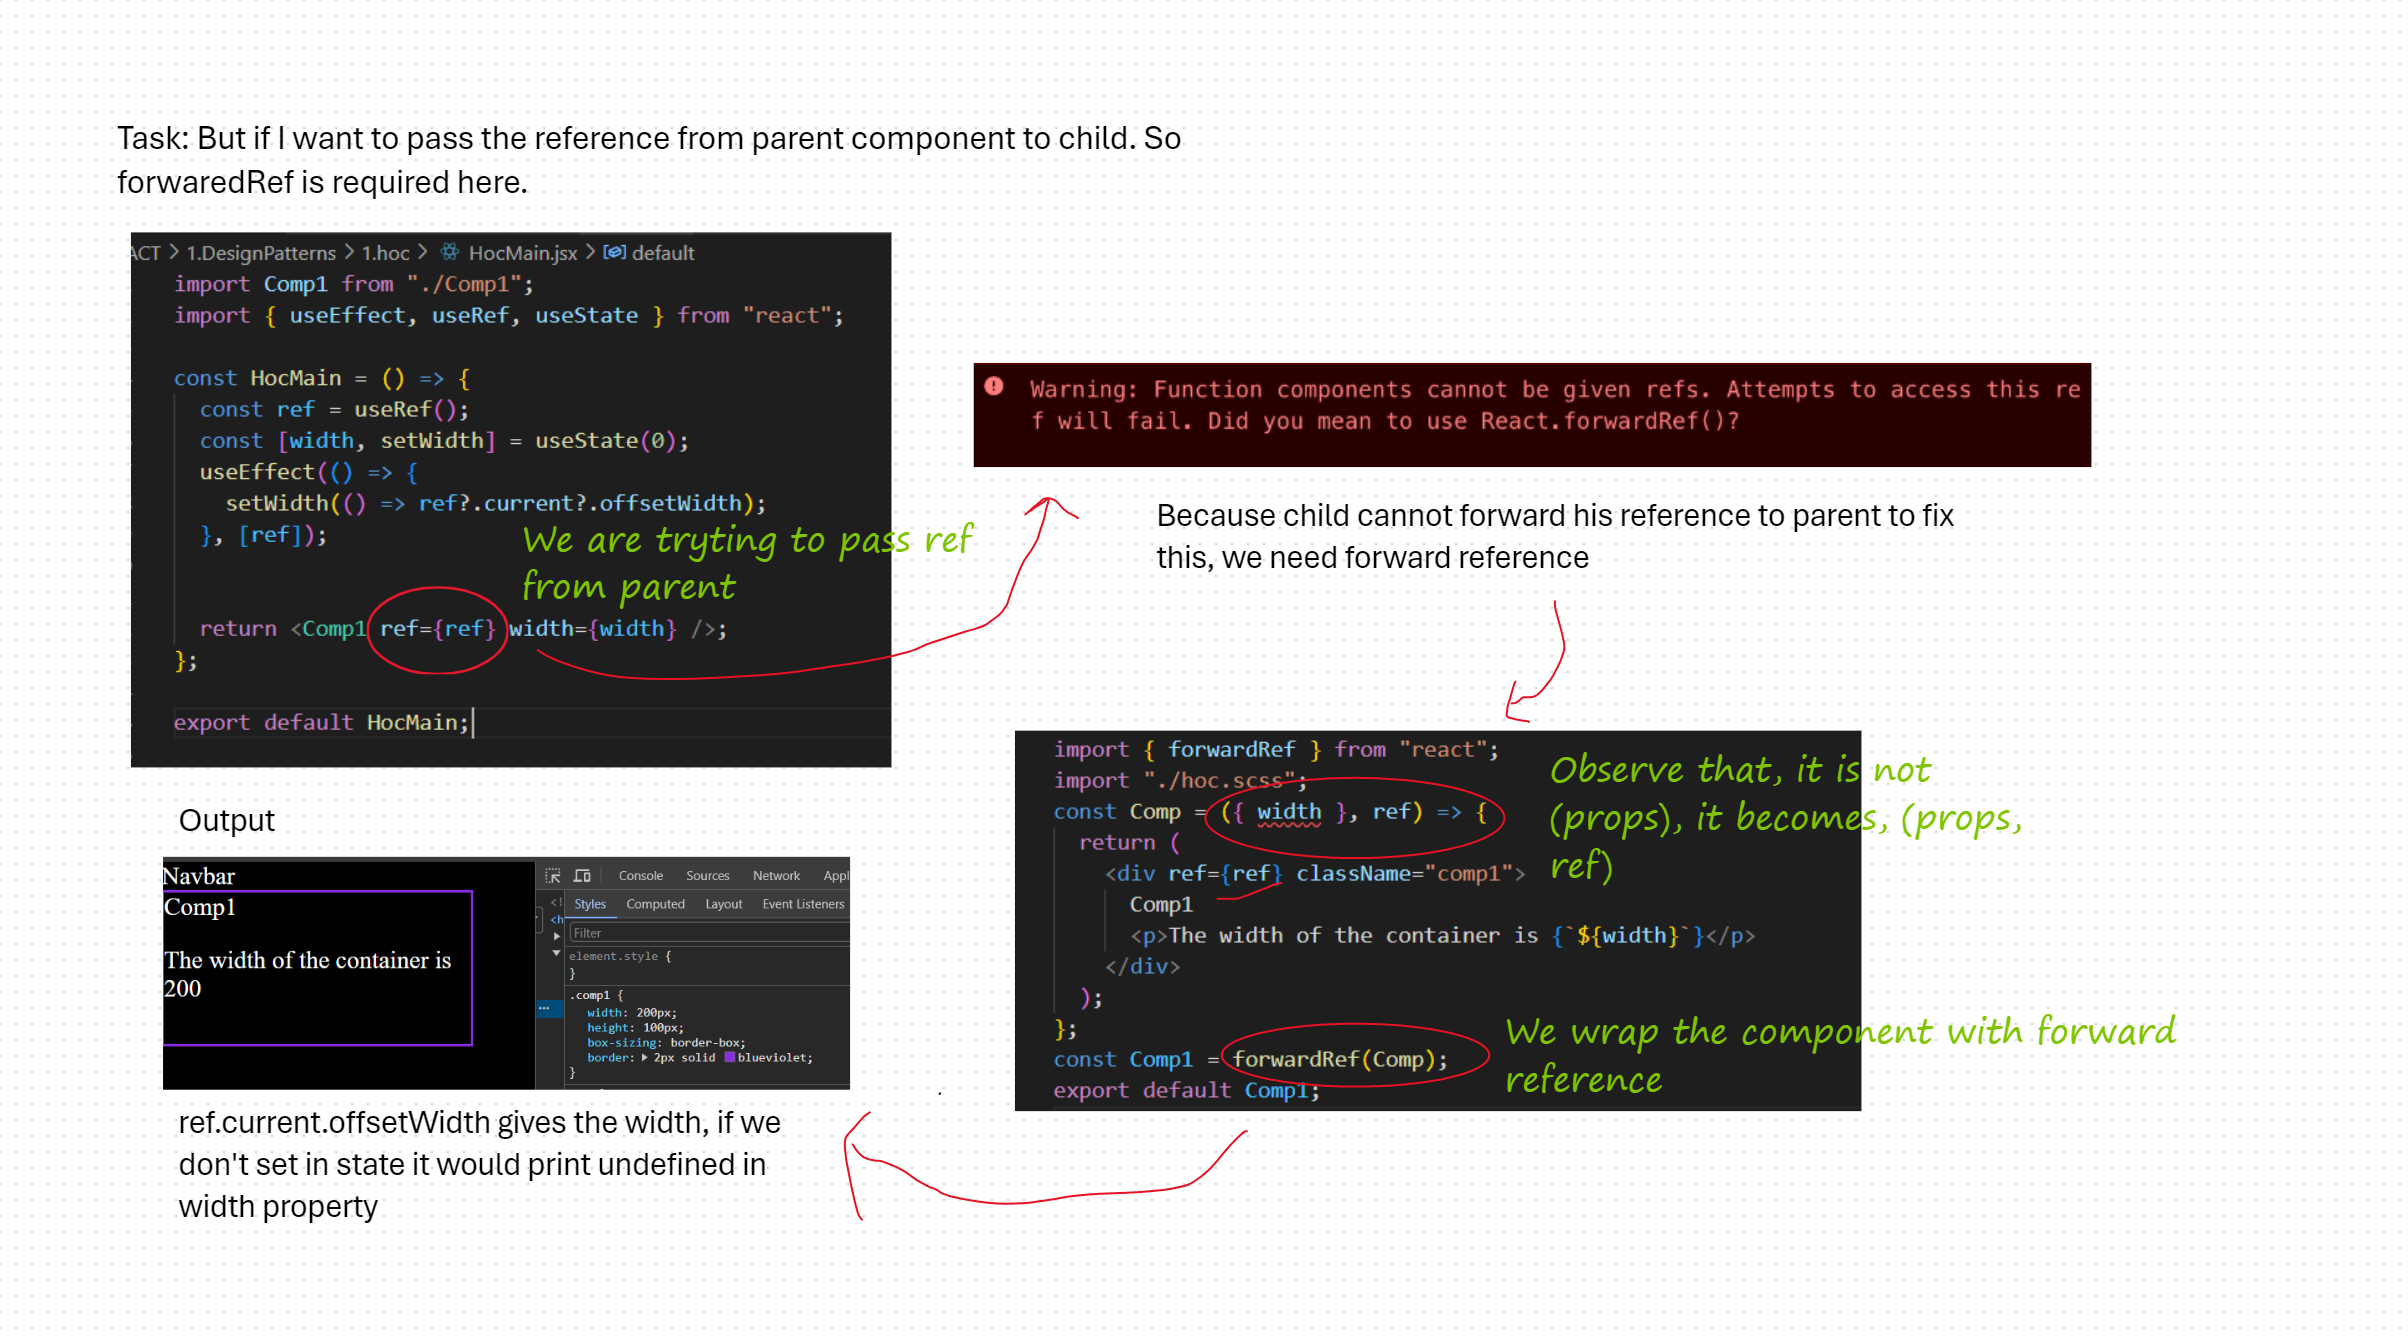 Task: But if I want to pass the reference from parent component to child. So
forwaredRef is required here.
ACT > 1.DesignPatterns > 1.hoc > HocMain.jsx > default
import Comp1 from "./Comp1";
import { useEffect, useRef, useState } from "react";
const HocMain = () => {
const ref = useRef();
const [width, setWidth] = useState(0);
useEffect(() => {
setWidth(() => ref?.current?.offsetWidth);
}, [ref]);
We are tryting to pass ref
from parent
return <Comp1 ref={ref} width={width} />;
};
export default HocMain;
Warning: Function components cannot be given refs. Attempts to access this re
f will fail. Did you mean to use React.forwardRef()?
Because child cannot forward his reference to parent to fix
this, we need forward reference
import { forwardRef } from "react";
import "./hoc.scss";
const Comp = ({ width }, ref) => {
return (
<div ref={ref} className="comp1">
Comp1
<p>The width of the container is {`${width}`}</p>
</div>
);
};
const Comp1 = forwardRef(Comp);
export default Comp1;
Observe that, it is not
(props), it becomes, (props,
ref)
We wrap the component with forward
reference
Output
Navbar
Comp1
The width of the container is
200
Console Sources Network Appl
<!
<h
Styles Computed Layout Event Listeners
Filter
element.style {
}
.comp1 {
width: 200px;
height: 100px;
box-sizing: border-box;
border: 2px solid blueviolet;
}
ref.current.offsetWidth gives the width, if we
don't set in state it would print undefined in
width property